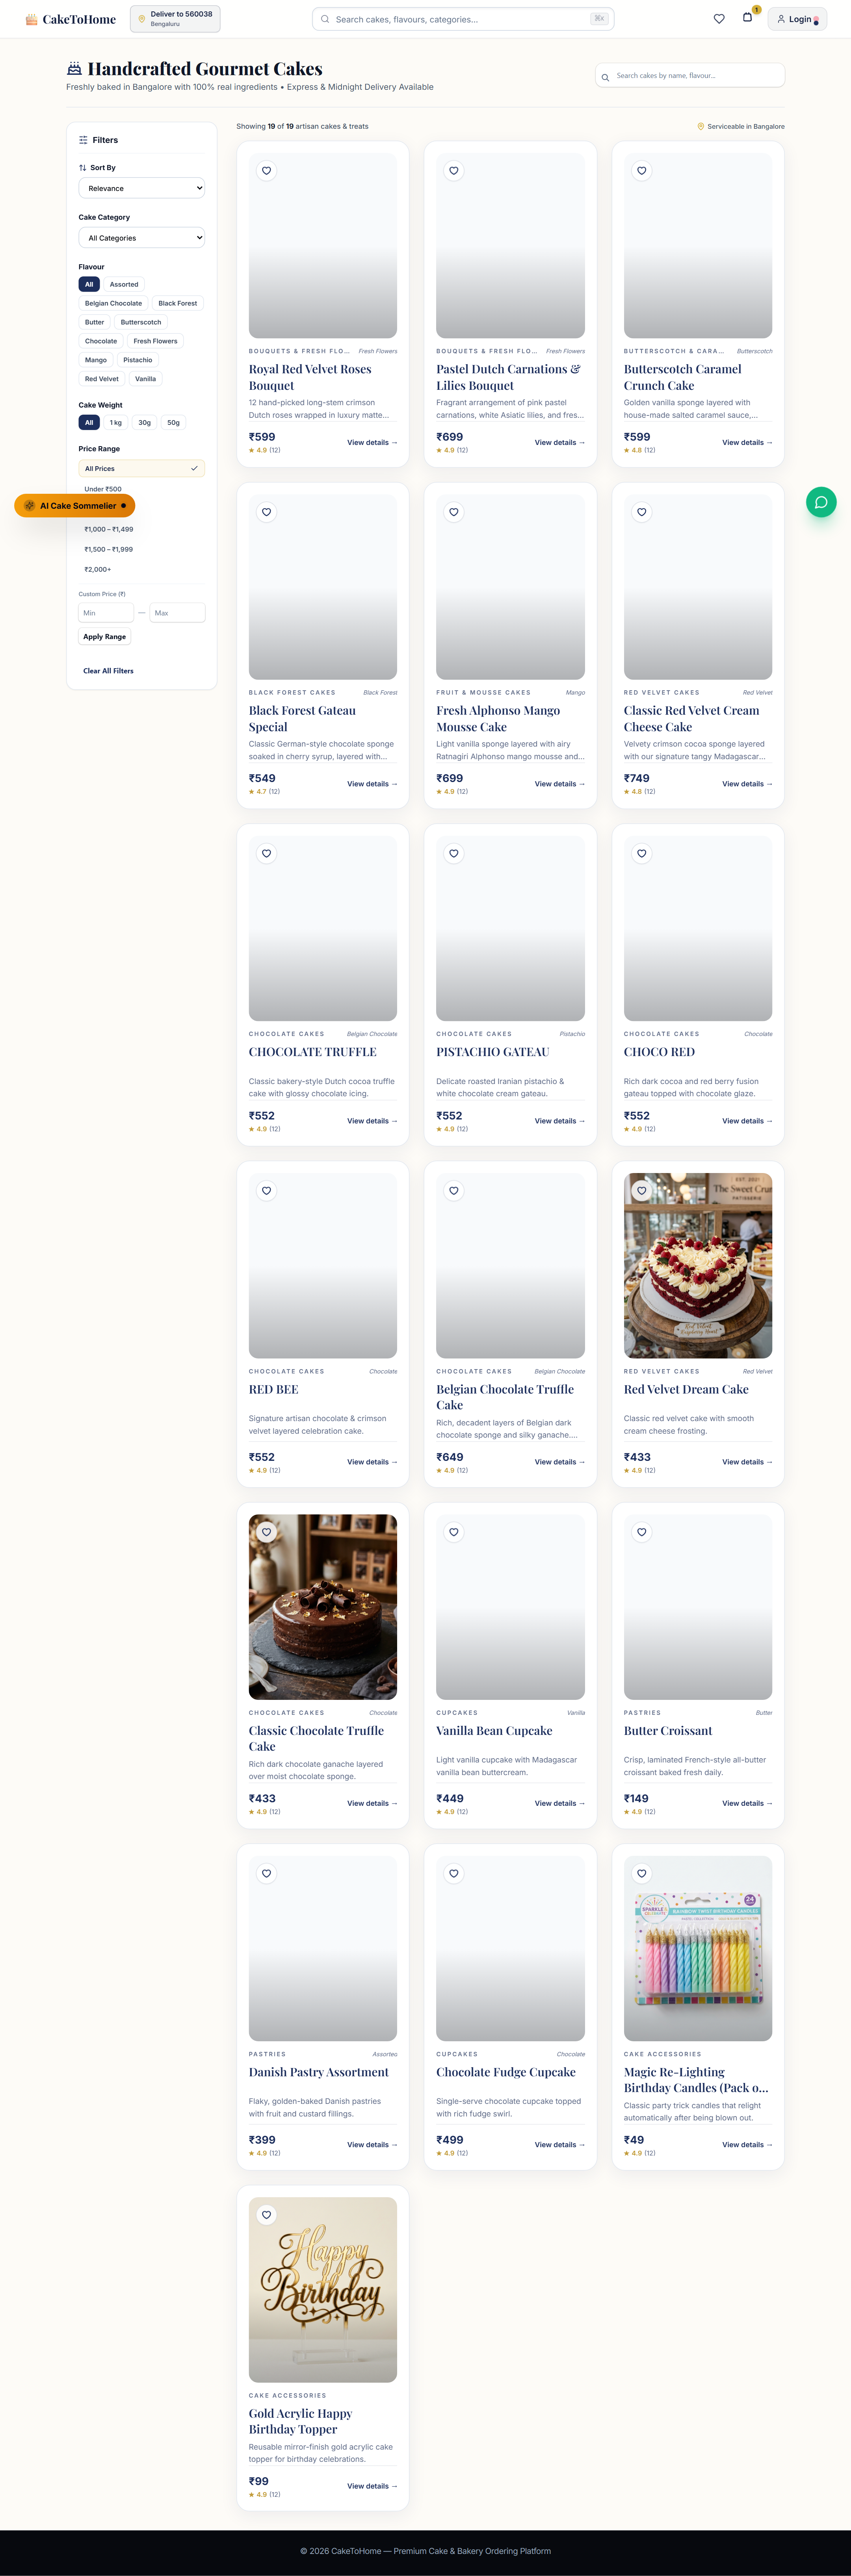 CakeToHome
Deliver to 560038
Bengaluru
Search cakes, flavours, categories...
⌘K
1
Login
Handcrafted Gourmet Cakes
Freshly baked in Bangalore with 100% real ingredients • Express & Midnight Delivery Available
Search cakes by name, flavour...
Filters
Sort By
Relevance
Cake Category
All Categories
Flavour
All
Assorted
Belgian Chocolate
Black Forest
Butter
Butterscotch
Chocolate
Fresh Flowers
Mango
Pistachio
Red Velvet
Vanilla
Cake Weight
All
1 kg
30g
50g
Price Range
All Prices
Under ₹500
AI Cake Sommelier
₹1,000 – ₹1,499
₹1,500 – ₹1,999
₹2,000+
Custom Price (₹)
Min
—
Max
Apply Range
Clear All Filters
Showing 19 of 19 artisan cakes & treats
Serviceable in Bangalore
BOUQUETS & FRESH FLO...
Fresh Flowers
Royal Red Velvet Roses
Bouquet
12 hand-picked long-stem crimson
Dutch roses wrapped in luxury matte...
₹599
★ 4.9 (12)
View details →
BOUQUETS & FRESH FLO...
Fresh Flowers
Pastel Dutch Carnations &
Lilies Bouquet
Fragrant arrangement of pink pastel
carnations, white Asiatic lilies, and fres...
₹699
★ 4.9 (12)
View details →
BUTTERSCOTCH & CARA...
Butterscotch
Butterscotch Caramel
Crunch Cake
Golden vanilla sponge layered with
house-made salted caramel sauce,...
₹599
★ 4.8 (12)
View details →
BLACK FOREST CAKES
Black Forest
Black Forest Gateau
Special
Classic German-style chocolate sponge
soaked in cherry syrup, layered with...
₹549
★ 4.7 (12)
View details →
FRUIT & MOUSSE CAKES
Mango
Fresh Alphonso Mango
Mousse Cake
Light vanilla sponge layered with airy
Ratnagiri Alphonso mango mousse and...
₹699
★ 4.9 (12)
View details →
RED VELVET CAKES
Red Velvet
Classic Red Velvet Cream
Cheese Cake
Velvety crimson cocoa sponge layered
with our signature tangy Madagascar...
₹749
★ 4.8 (12)
View details →
CHOCOLATE CAKES
Belgian Chocolate
CHOCOLATE TRUFFLE
Classic bakery-style Dutch cocoa truffle
cake with glossy chocolate icing.
₹552
★ 4.9 (12)
View details →
CHOCOLATE CAKES
Pistachio
PISTACHIO GATEAU
Delicate roasted Iranian pistachio &
white chocolate cream gateau.
₹552
★ 4.9 (12)
View details →
CHOCOLATE CAKES
Chocolate
CHOCO RED
Rich dark cocoa and red berry fusion
gateau topped with chocolate glaze.
₹552
★ 4.9 (12)
View details →
CHOCOLATE CAKES
Chocolate
RED BEE
Signature artisan chocolate & crimson
velvet layered celebration cake.
₹552
★ 4.9 (12)
View details →
CHOCOLATE CAKES
Belgian Chocolate
Belgian Chocolate Truffle
Cake
Rich, decadent layers of Belgian dark
chocolate sponge and silky ganache....
₹649
★ 4.9 (12)
View details →
EST. 2021
The Sweet Crum
PATISSERIE
Red Velvet
Raspberry Heart
RED VELVET CAKES
Red Velvet
Red Velvet Dream Cake
Classic red velvet cake with smooth
cream cheese frosting.
₹433
★ 4.9 (12)
View details →
CHOCOLATE CAKES
Chocolate
Classic Chocolate Truffle
Cake
Rich dark chocolate ganache layered
over moist chocolate sponge.
₹433
★ 4.9 (12)
View details →
CUPCAKES
Vanilla
Vanilla Bean Cupcake
Light vanilla cupcake with Madagascar
vanilla bean buttercream.
₹449
★ 4.9 (12)
View details →
PASTRIES
Butter
Butter Croissant
Crisp, laminated French-style all-butter
croissant baked fresh daily.
₹149
★ 4.9 (12)
View details →
PASTRIES
Assorted
Danish Pastry Assortment
Flaky, golden-baked Danish pastries
with fruit and custard fillings.
₹399
★ 4.9 (12)
View details →
CUPCAKES
Chocolate
Chocolate Fudge Cupcake
Single-serve chocolate cupcake topped
with rich fudge swirl.
₹499
★ 4.9 (12)
View details →
SPARKLE &
CELEBRATE
RAINBOW TWIST BIRTHDAY CANDLES
24
CAKE ACCESSORIES
Magic Re-Lighting
Birthday Candles (Pack o...
Classic party trick candles that relight
automatically after being blown out.
₹49
★ 4.9 (12)
View details →
Happy
Birthday
CAKE ACCESSORIES
Gold Acrylic Happy
Birthday Topper
Reusable mirror-finish gold acrylic cake
topper for birthday celebrations.
₹99
★ 4.9 (12)
View details →
© 2026 CakeToHome — Premium Cake & Bakery Ordering Platform